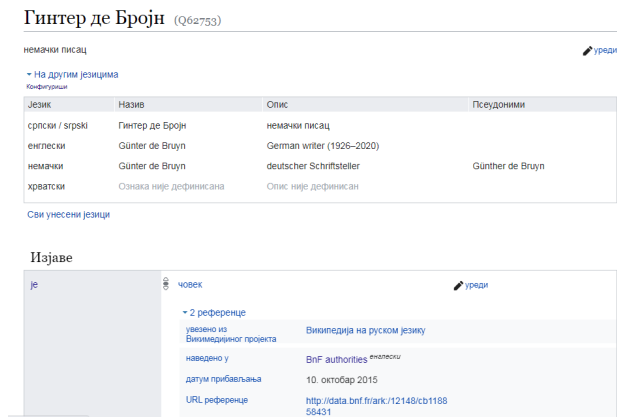 Гинтер де Бројн (Q62753)
немачки писац уреди
На другим језицима
Конфигуриши
Језик Назив Опис Псеудоними
српски / srpski Гинтер де Бројн немачки писац
енглески Günter de Bruyn German writer (1926–2020)
немачки Günter de Bruyn deutscher Schriftsteller Günther de Bruyn
хрватски Ознака није дефинисана Опис није дефинисан
Сви унесени језици
Изјаве
је човек уреди
2 референце
увезено из Википедија на руском језику
Викимедијиног пројекта
наведено у BnF authorities енглески
датум прибављања 10. октобар 2015
URL референце http://data.bnf.fr/ark:/12148/cb1188
58431